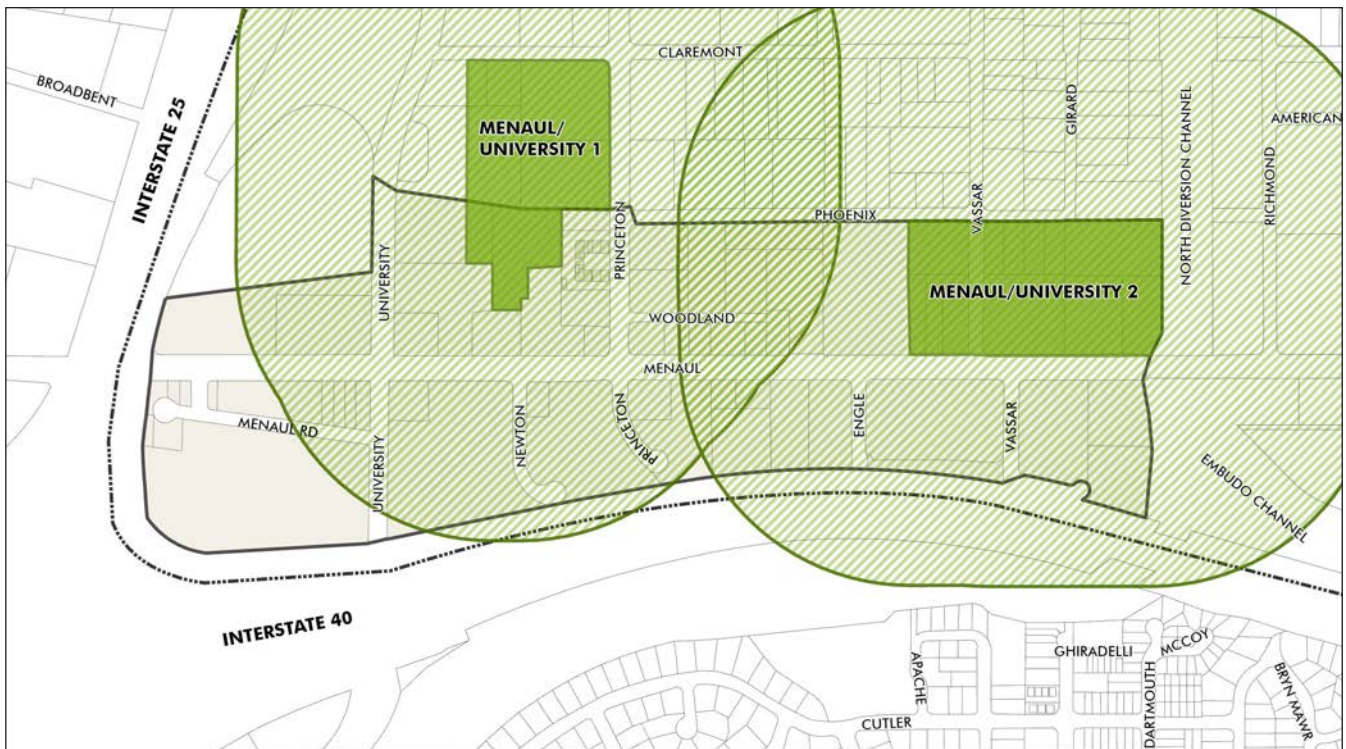 CLAREMONT
BROADBENT
INTERSTATE 25
MENAUL/
UNIVERSITY 1
GIRARD
NORTH DIVERSION CHANNEL
AMERICAN
RICHMOND
VASSAR
PHOENIX
PRINCETON
UNIVERSITY
MENAUL/UNIVERSITY 2
WOODLAND
MENAUL
MENAUL RD
UNIVERSITY
NEWTON
PRINCETON
ENGLE
VASSAR
EMBUDO CHANNEL
INTERSTATE 40
APACHE
GHIRADELLI
MCCOY
DARTMOUTH
BRYN MAWR
CUTLER